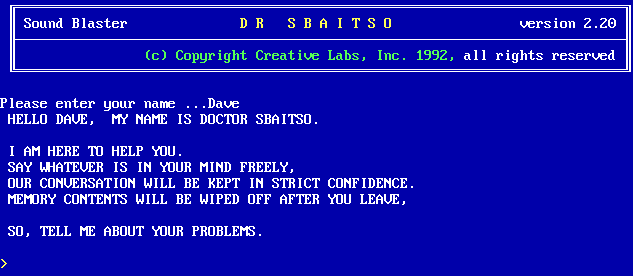 Sound Blaster D R S B A I T S O version 2.20
(c) Copyright Creative Labs, Inc. 1992, all rights reserved
Please enter your name ...Dave
HELLO DAVE, MY NAME IS DOCTOR SBAITSO.
I AM HERE TO HELP YOU.
SAY WHATEVER IS IN YOUR MIND FREELY,
OUR CONVERSATION WILL BE KEPT IN STRICT CONFIDENCE.
MEMORY CONTENTS WILL BE WIPED OFF AFTER YOU LEAVE,
SO, TELL ME ABOUT YOUR PROBLEMS.
>